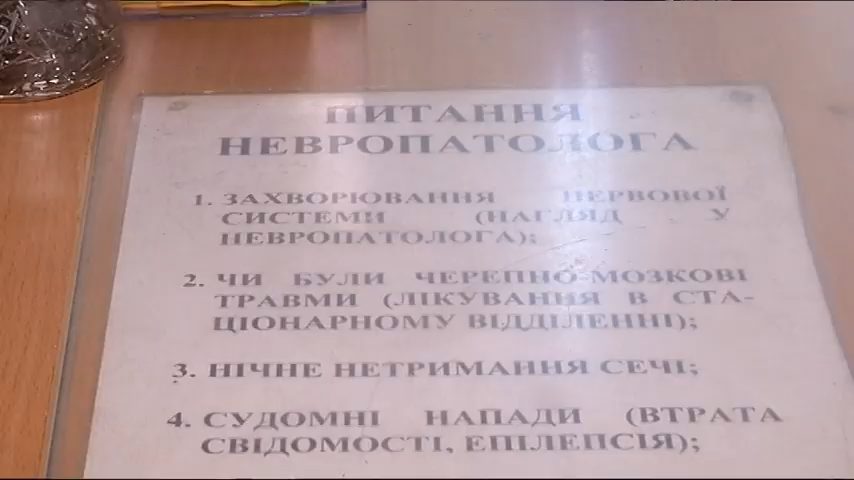 ПИТАННЯ
НЕВРОПАТОЛОГА
1. ЗАХВОРЮВАННЯ НЕРВОВОЇ
СИСТЕМИ (НАГЛЯД У
НЕВРОПАТОЛОГА);
2. ЧИ БУЛИ ЧЕРЕПНО-МОЗКОВІ
ТРАВМИ (ЛІКУВАННЯ В СТА-
ЦІОНАРНОМУ ВІДДІЛЕННІ);
3. НІЧНЕ НЕТРИМАННЯ СЕЧІ;
4. СУДОМНІ НАПАДИ (ВТРАТА
СВІДОМОСТІ, ЕПІЛЕПСІЯ);